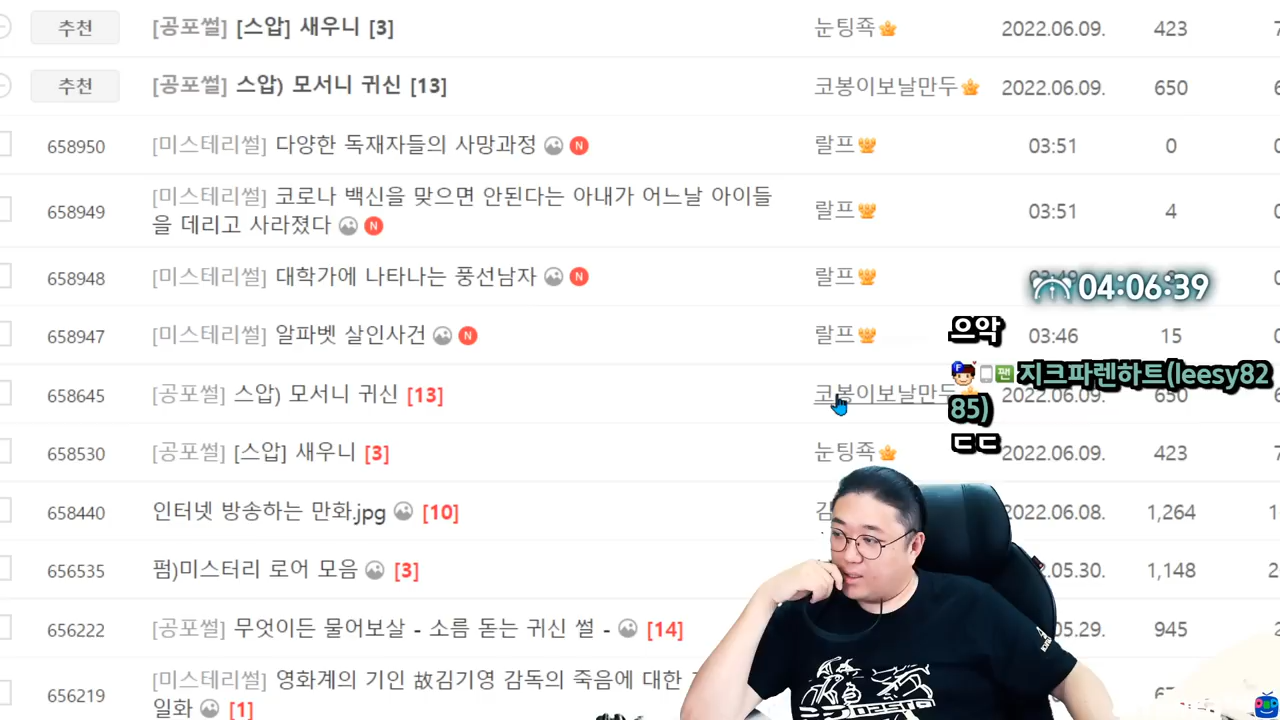 추천 [공포썰] [스압] 새우니 [3] 눈팅쬭 2022.06.09. 423
추천 [공포썰] 스압) 모서니 귀신 [13] 코봉이보날만두 2022.06.09. 650
658950 [미스테리썰] 다양한 독재자들의 사망과정 N 랄프 03:51 0
658949 [미스테리썰] 코로나 백신을 맞으면 안된다는 아내가 어느날 아이들
을 데리고 사라졌다 N 랄프 03:51 4
658948 [미스테리썰] 대학가에 나타나는 풍선남자 N 랄프
04:06:39
658947 [미스테리썰] 알파벳 살인사건 N 랄프 03:46 15
으악
지크파렌하트(leesy82
85)
ㄷㄷ
658645 [공포썰] 스압) 모서니 귀신 [13] 코봉이보날만두 2022.06.09. 650
658530 [공포썰] [스압] 새우니 [3] 눈팅쬭 2022.06.09. 423
658440 인터넷 방송하는 만화.jpg [10] 김 2022.06.08. 1,264
656535 펌)미스터리 로어 모음 [3] .05.30. 1,148
656222 [공포썰] 무엇이든 물어보살 - 소름 돋는 귀신 썰 - [14] 05.29. 945
656219 [미스테리썰] 영화계의 기인 故김기영 감독의 죽음에 대한
일화 [1]